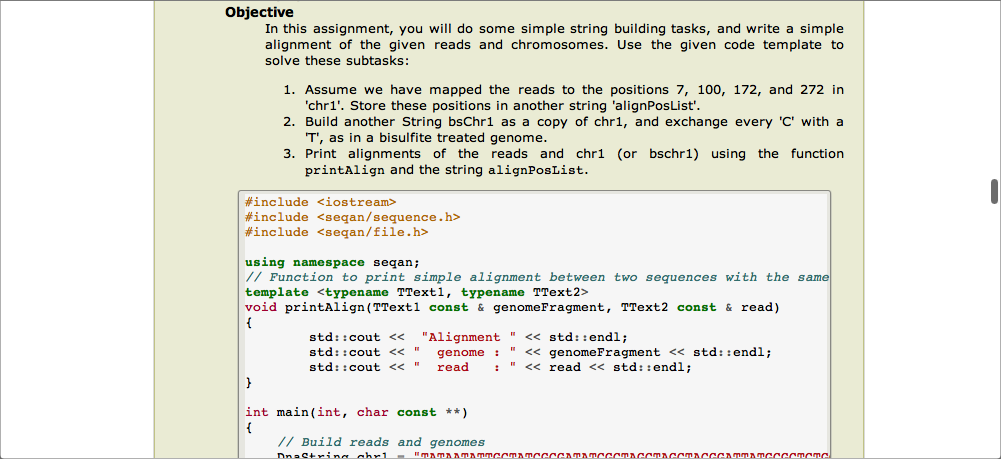 Objective
In this assignment, you will do some simple string building tasks, and write a simple
alignment of the given reads and chromosomes. Use the given code template to
solve these subtasks:
1. Assume we have mapped the reads to the positions 7, 100, 172, and 272 in
'chr1'. Store these positions in another string 'alignPosList'.
2. Build another String bsChr1 as a copy of chr1, and exchange every 'C' with a
'T', as in a bisulfite treated genome.
3. Print alignments of the reads and chr1 (or bschr1) using the function
printAlign and the string alignPosList.
#include <iostream>
#include <seqan/sequence.h>
#include <seqan/file.h>
using namespace seqan;
// Function to print simple alignment between two sequences with the same
template <typename TText1, typename TText2>
void printAlign(TText1 const & genomeFragment, TText2 const & read)
{
std::cout <<  "Alignment " << std::endl;
std::cout << "  genome : " << genomeFragment << std::endl;
std::cout << "  read   : " << read << std::endl;
}
int main(int, char const **)
{
// Build reads and genomes
DnaString chr1 = "TATAATATTGCTATCGCGATATCGCTAGCTAGCTACGGATTATGCGCTCTG